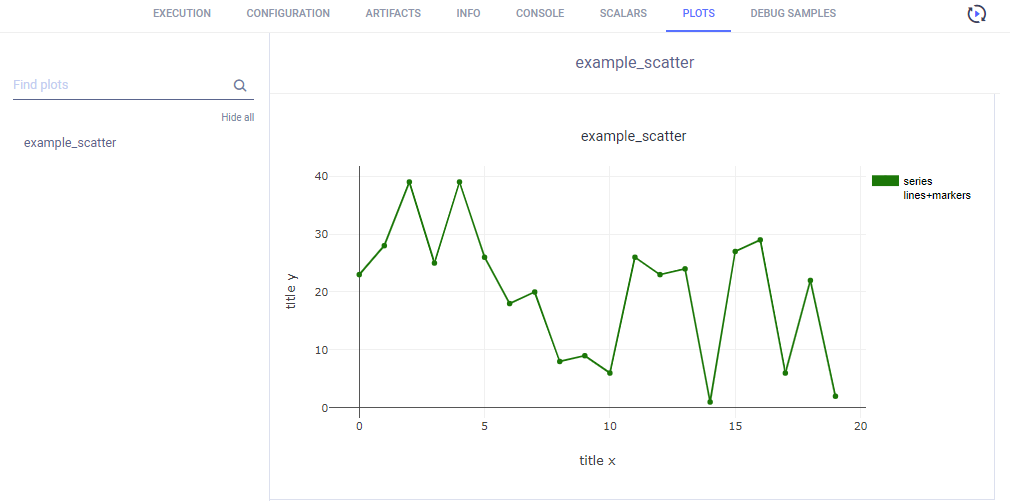 EXECUTION CONFIGURATION ARTIFACTS INFO CONSOLE SCALARS PLOTS DEBUG SAMPLES
Find plots
Hide all
example_scatter
example_scatter
example_scatter
40
30
20
10
0
title y
0 5 10 15 20
title x
series
lines+markers